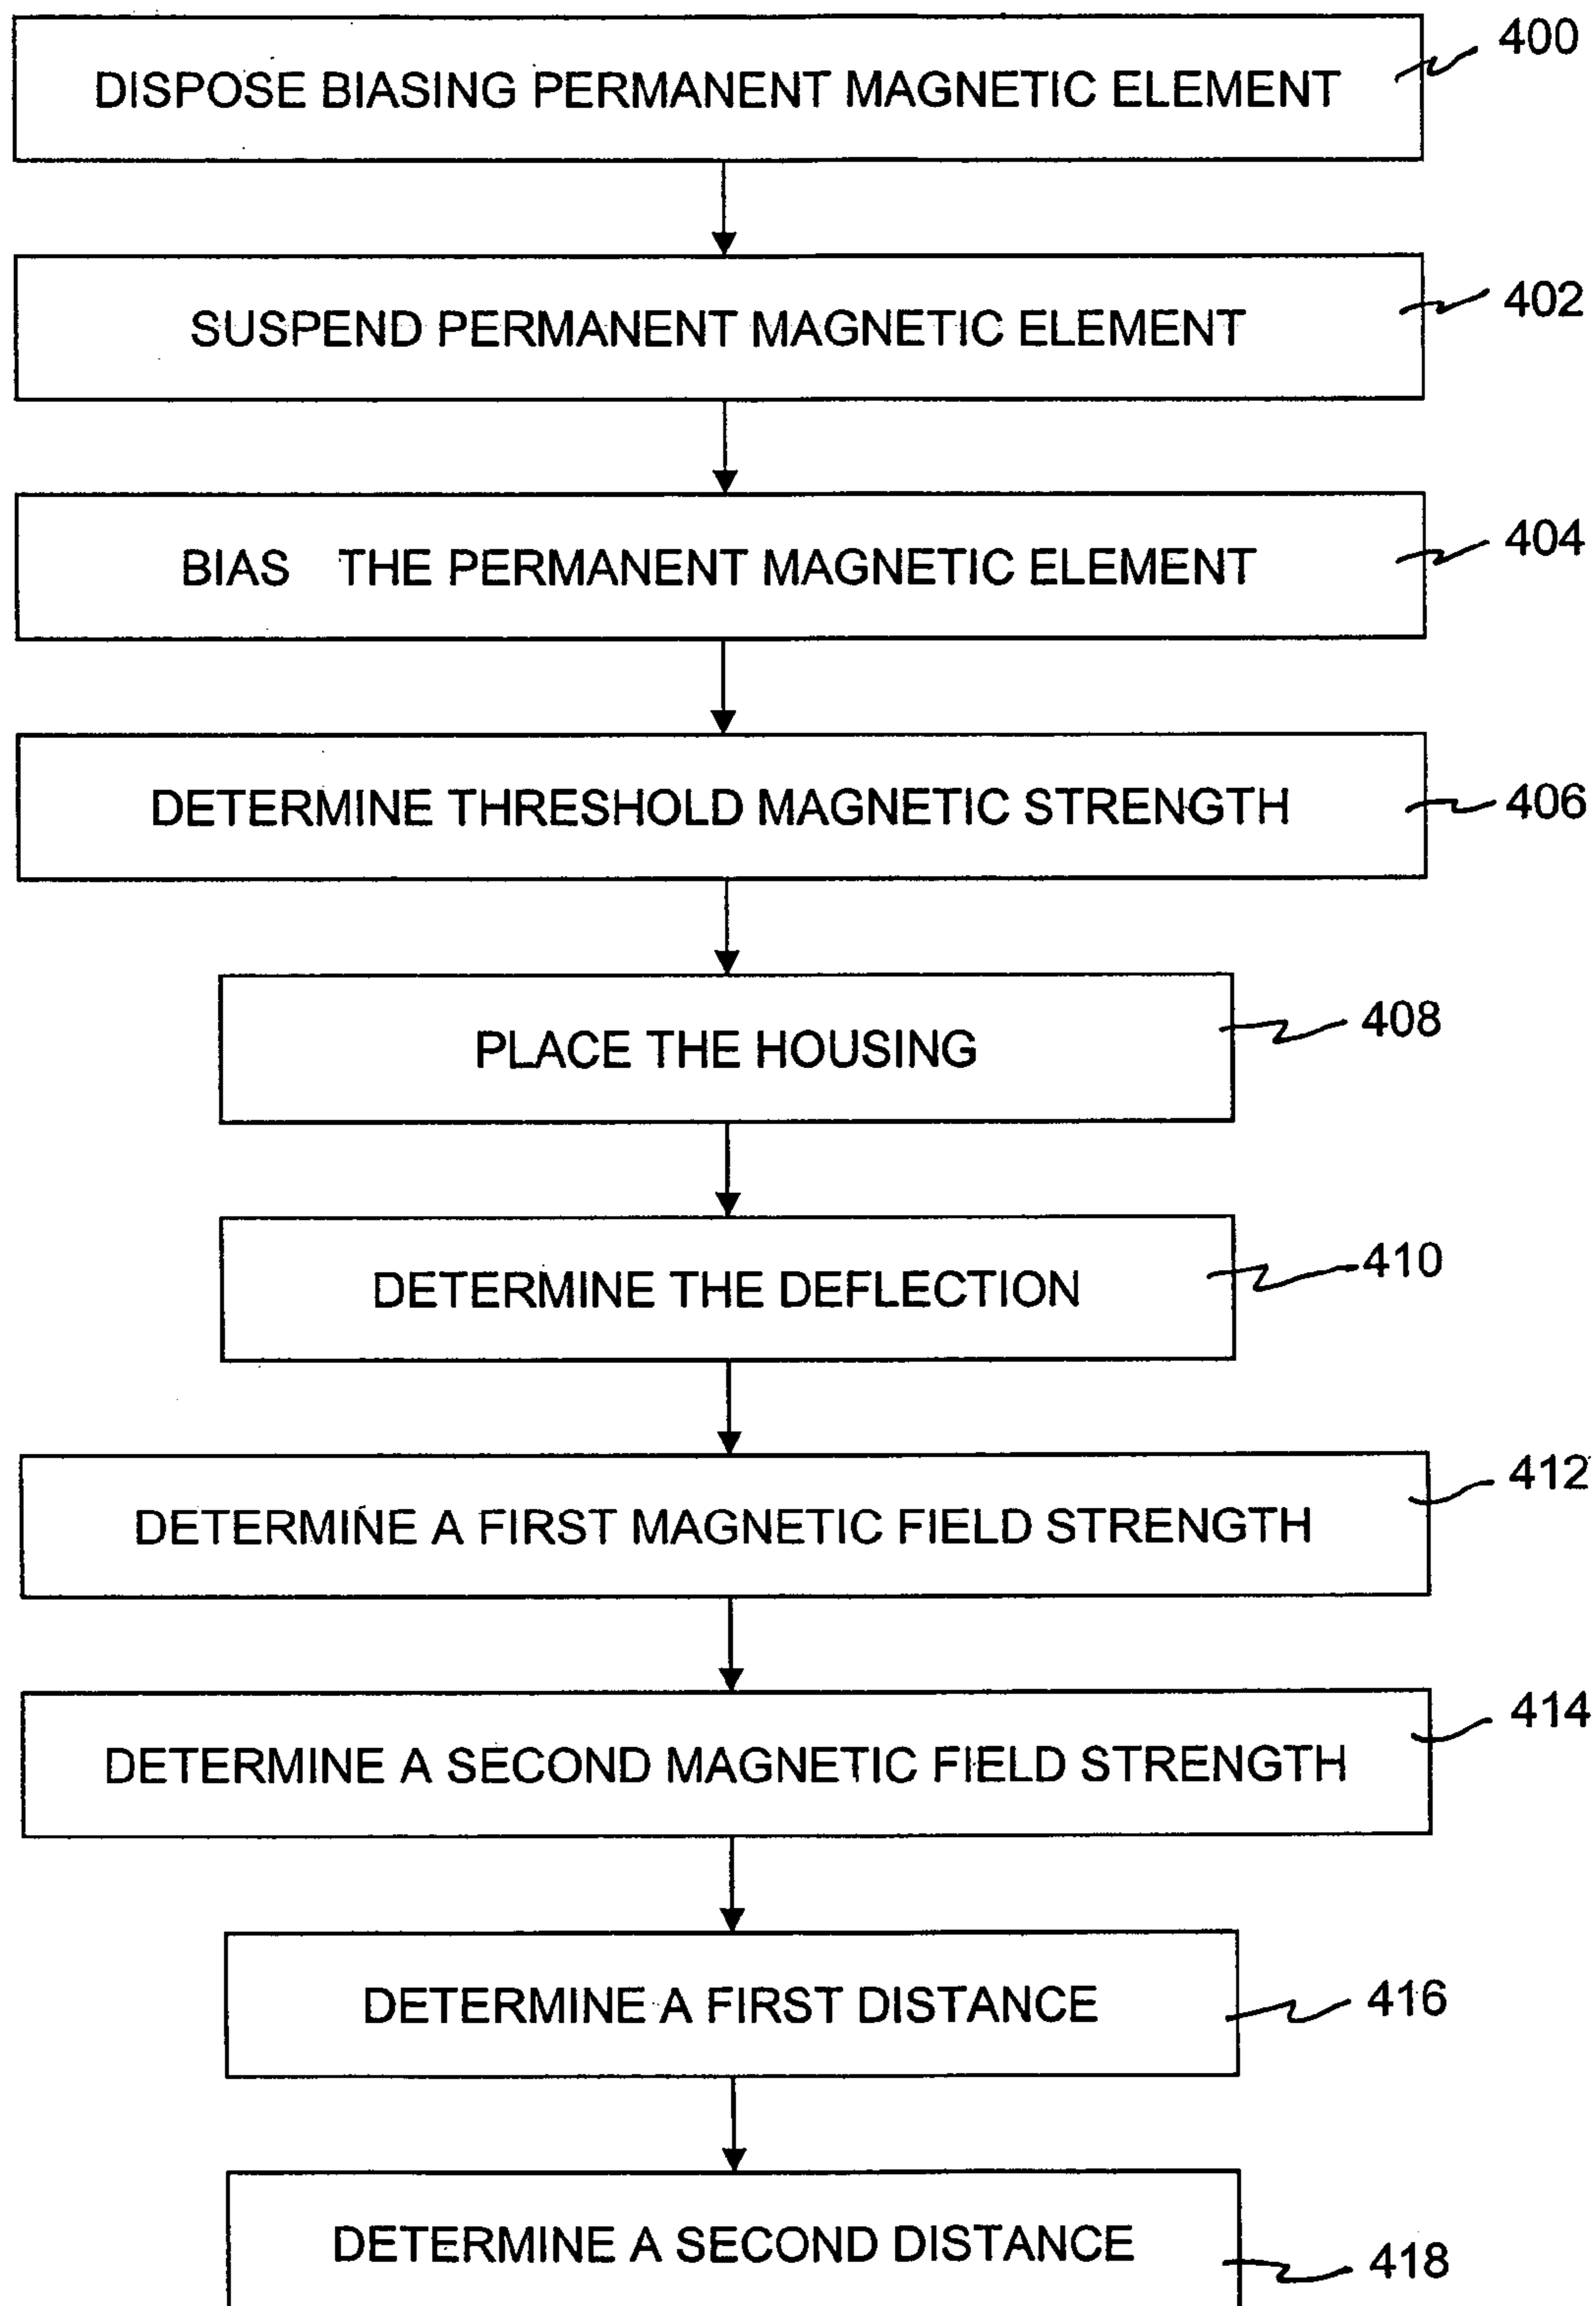 DISPOSE BIASING PERMANENT MAGNETIC ELEMENT 400
SUSPEND PERMANENT MAGNETIC ELEMENT 402
BIAS THE PERMANENT MAGNETIC ELEMENT 404
DETERMINE THRESHOLD MAGNETIC STRENGTH 406
PLACE THE HOUSING 408
DETERMINE THE DEFLECTION 410
DETERMINE A FIRST MAGNETIC FIELD STRENGTH 412
DETERMINE A SECOND MAGNETIC FIELD STRENGTH 414
DETERMINE A FIRST DISTANCE 416
DETERMINE A SECOND DISTANCE 418